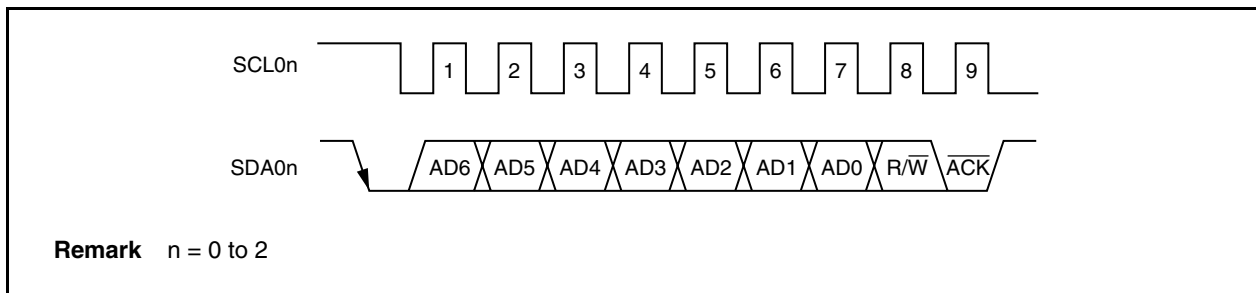 SCL0n 1 2 3 4 5 6 7 8 9
SDA0n AD6 AD5 AD4 AD3 AD2 AD1 AD0 R/W̅ A̅C̅K̅
Remark n = 0 to 2